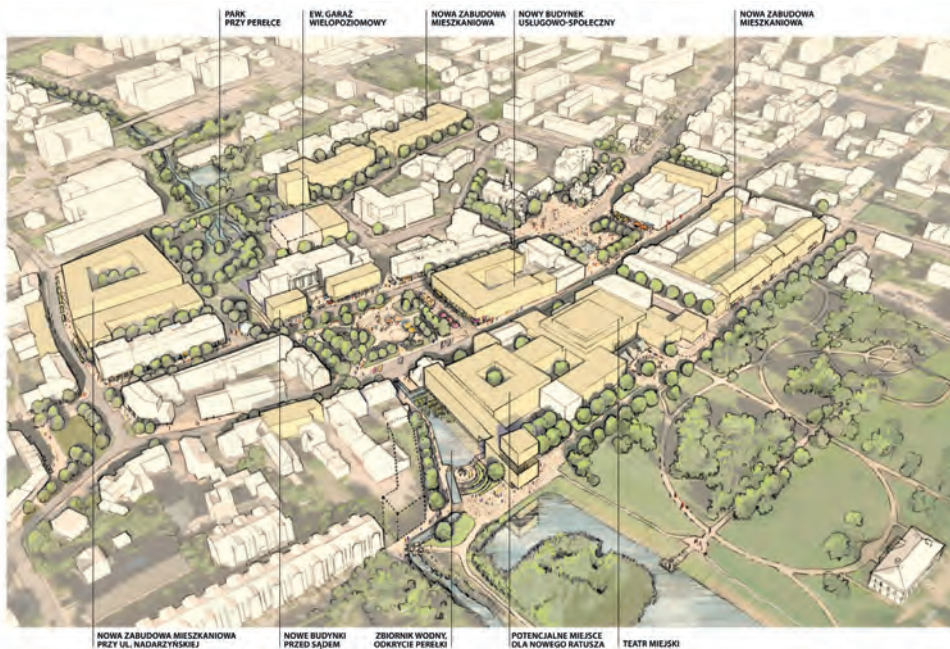 PARK
PRZY PEREŁCE
EW. GARAŻ
WIELOPOZIOMOWY
NOWA ZABUDOWA
MIESZKANIOWA
NOWY BUDYNEK
USŁUGOWO-SPOŁECZNY
NOWA ZABUDOWA
MIESZKANIOWA
NOWA ZABUDOWA MIESZKANIOWA
PRZY UL. NADARZYŃSKIEJ
NOWE BUDYNKI
PRZED SĄDEM
ZBIORNIK WODNY,
ODKRYCIE PEREŁKI
POTENCJALNE MIEJSCE
DLA NOWEGO RATUSZA
TEATR MIEJSKI